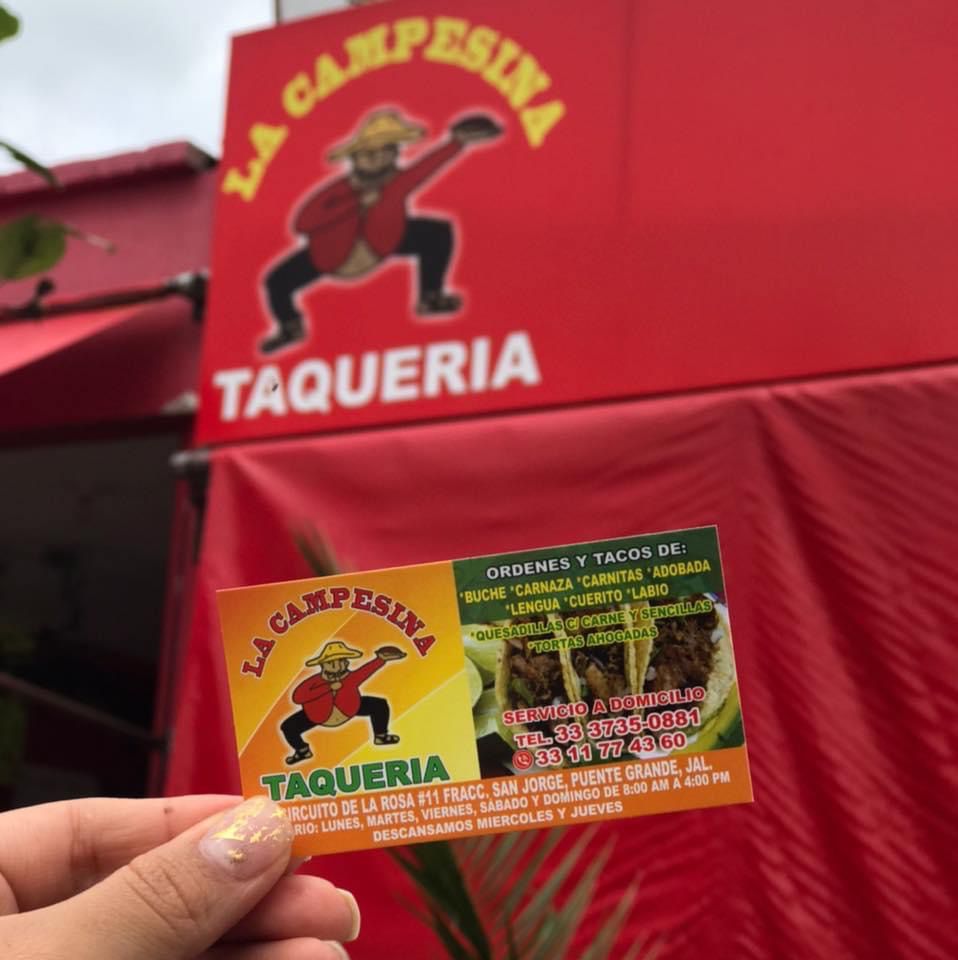 LA CAMPESINA
TAQUERIA
LA CAMPESINA
TAQUERIA
ORDENES Y TACOS DE:
*BUCHE *CARNAZA *CARNITAS *ADOBADA
*LENGUA *CUERITO *LABIO
*QUESADILLAS C/ CARNE Y SENCILLAS
*TORTAS AHOGADAS
SERVICIO A DOMICILIO
TEL. 33 3735-0881
33 11 77 43 60
IRCUITO DE LA ROSA #11 FRACC. SAN JORGE, PUENTE GRANDE, JAL.
RIO: LUNES, MARTES, VIERNES, SÁBADO Y DOMINGO DE 8:00 AM A 4:00 PM
DESCANSAMOS MIERCOLES Y JUEVES